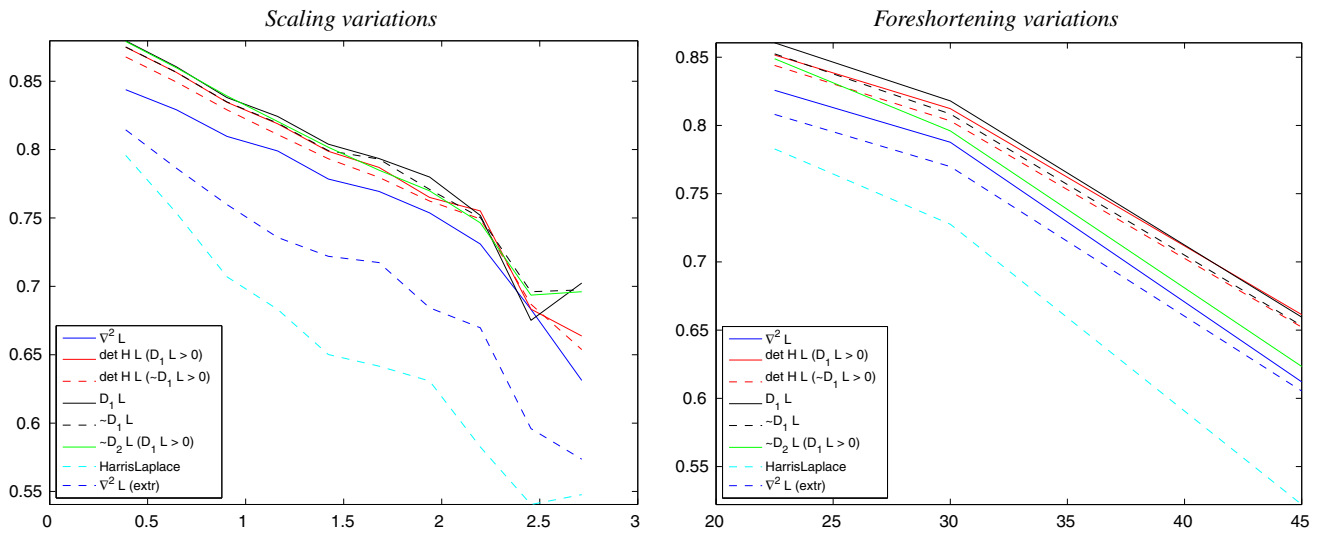 Scaling variations
0.85
0.8
0.75
0.7
0.65
0.6
0.55
0 0.5 1 1.5 2 2.5 3
∇² L
det H L (D₁ L > 0)
det H L (~D₁ L > 0)
D₁ L
~D₁ L
~D₂ L (D₁ L > 0)
HarrisLaplace
∇² L (extr)
Foreshortening variations
0.85
0.8
0.75
0.7
0.65
0.6
0.55
20 25 30 35 40 45
∇² L
det H L (D₁ L > 0)
det H L (~D₁ L > 0)
D₁ L
~D₁ L
~D₂ L (D₁ L > 0)
HarrisLaplace
∇² L (extr)